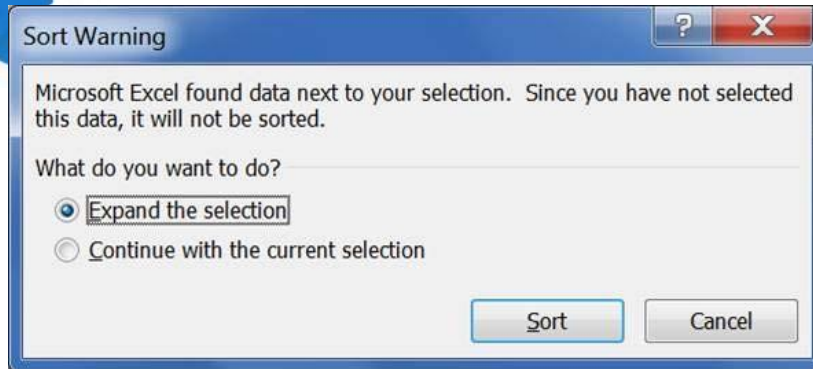 Sort Warning
?
X
Microsoft Excel found data next to your selection.  Since you have not selected
this data, it will not be sorted.
What do you want to do?
Expand the selection
Continue with the current selection
Sort
Cancel